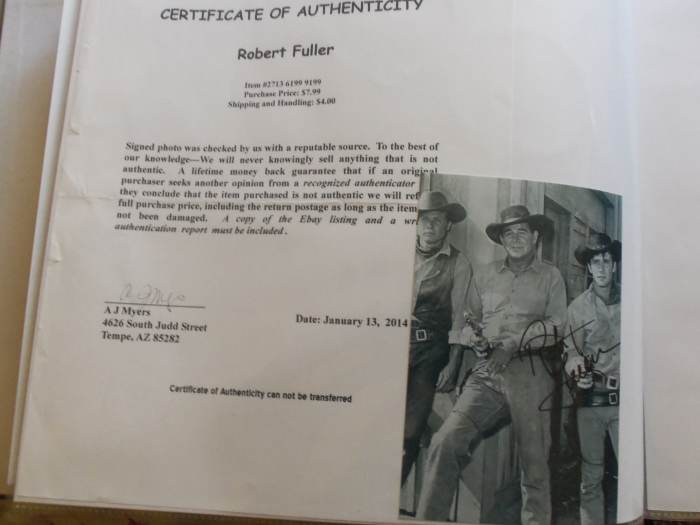 CERTIFICATE OF AUTHENTICITY
Robert Fuller
Item #2713 6199 9199
Purchase Price: $7.99
Shipping and Handling: $4.00
Signed photo was checked by us with a reputable source. To the best of
our knowledge—We will never knowingly sell anything that is not
authentic. A lifetime money back guarantee that if an original
purchaser seeks another opinion from a recognized authenticator
they conclude that the item purchased is not authentic we will
full purchase price, including the return postage as long as the item
not been damaged. A copy of the Ebay listing and a
authentication report must be included.
A J Myers
4626 South Judd Street
Tempe, AZ 85282
Date: January 13, 2014
Certificate of Authenticity can not be transferred